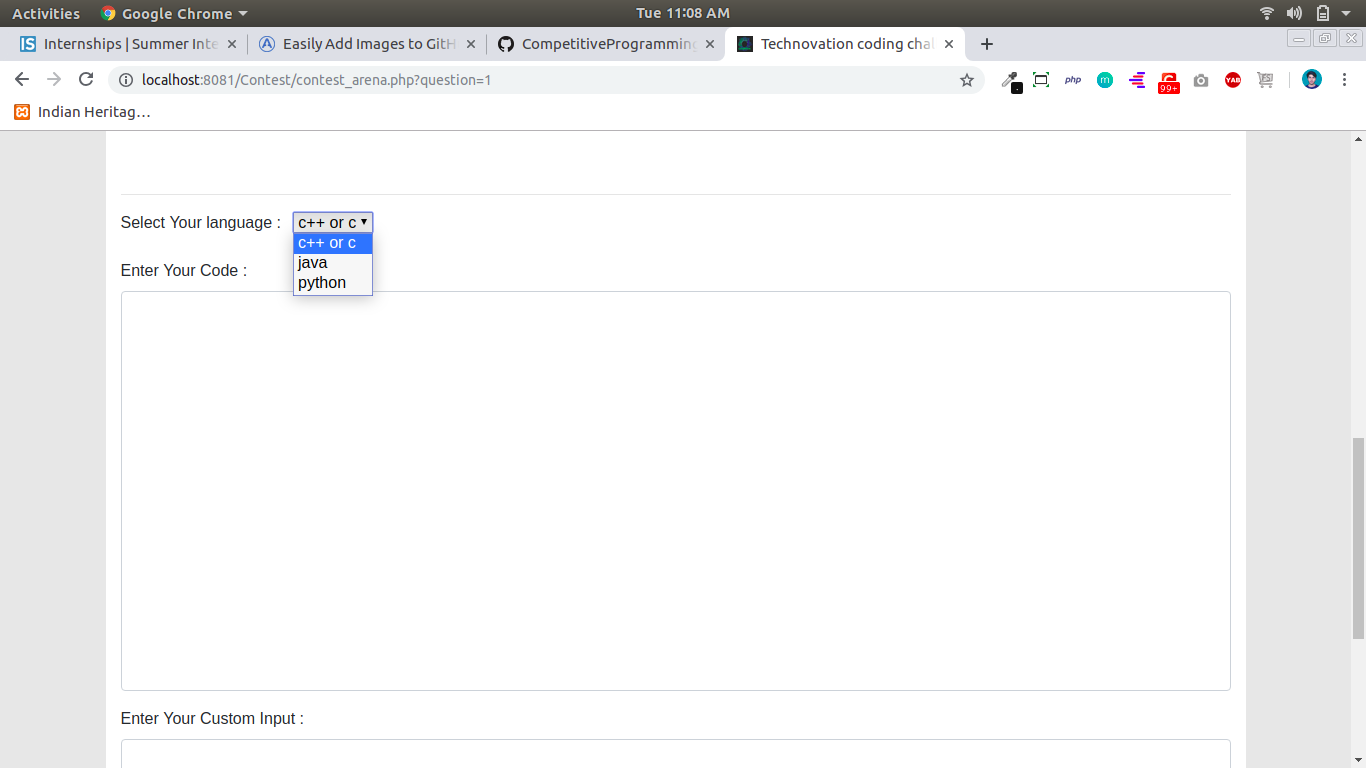 Activities Google Chrome Tue 11:08 AM
Internships | Summer Inte Easily Add Images to GitH CompetitiveProgramming Technovation coding chal
localhost:8081/Contest/contest_arena.php?question=1 php m 99+ YAB YES!
Indian Heritag…
Select Your language : c++ or c
c++ or c
java
python
Enter Your Code :
Enter Your Custom Input :